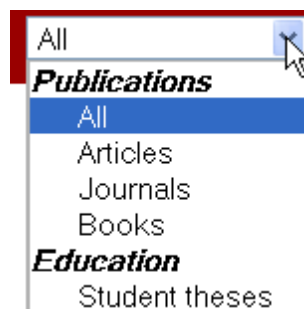 All
Publications
All
Articles
Journals
Books
Education
Student theses